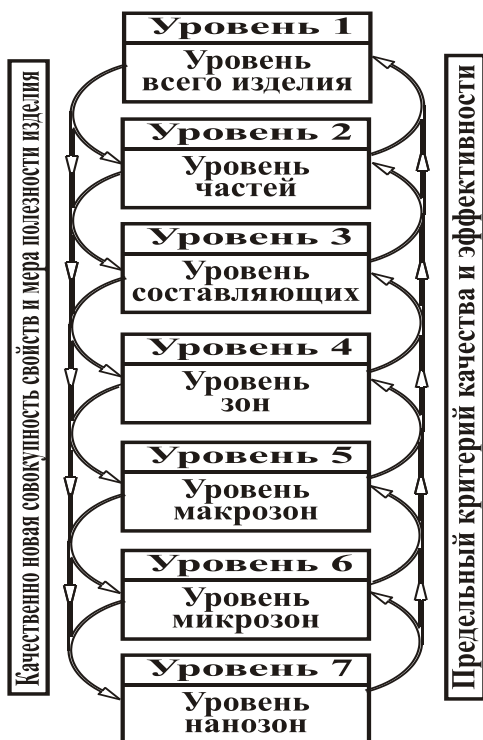 Качественно новая совокупность свойств и мера полезности изделия
Уровень 1
Уровень
всего изделия
Уровень 2
Уровень
частей
Уровень 3
Уровень
составляющих
Уровень 4
Уровень
зон
Уровень 5
Уровень
макрозон
Уровень 6
Уровень
микрозон
Уровень 7
Уровень
нанозон
Предельный критерий качества и эффективности